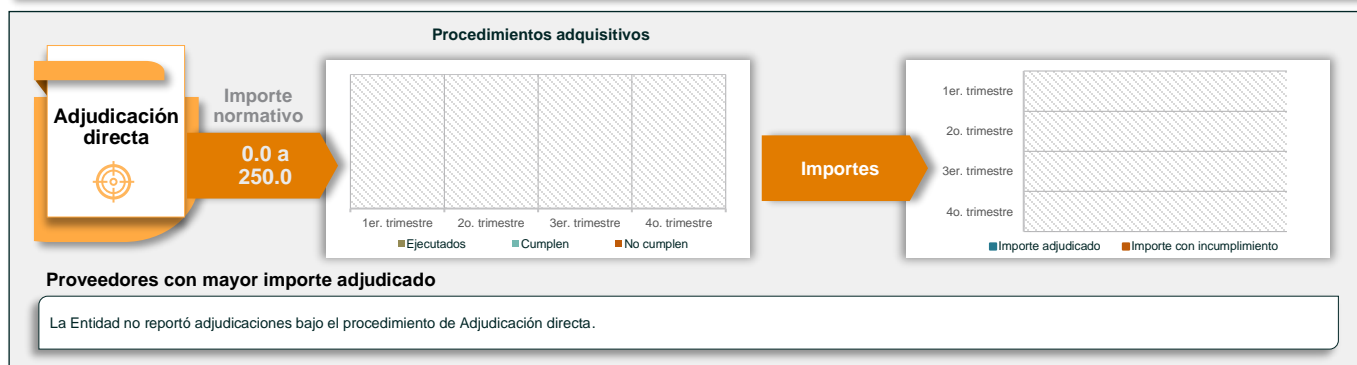 Procedimientos adquisitivos
Adjudicación
directa
Importe
normativo
0.0 a
250.0
1er. trimestre
2o. trimestre
3er. trimestre
4o. trimestre
Ejecutados
Cumplen
No cumplen
Importes
1er. trimestre
2o. trimestre
3er. trimestre
4o. trimestre
Importe adjudicado
Importe con incumplimiento
Proveedores con mayor importe adjudicado
La Entidad no reportó adjudicaciones bajo el procedimiento de Adjudicación directa.